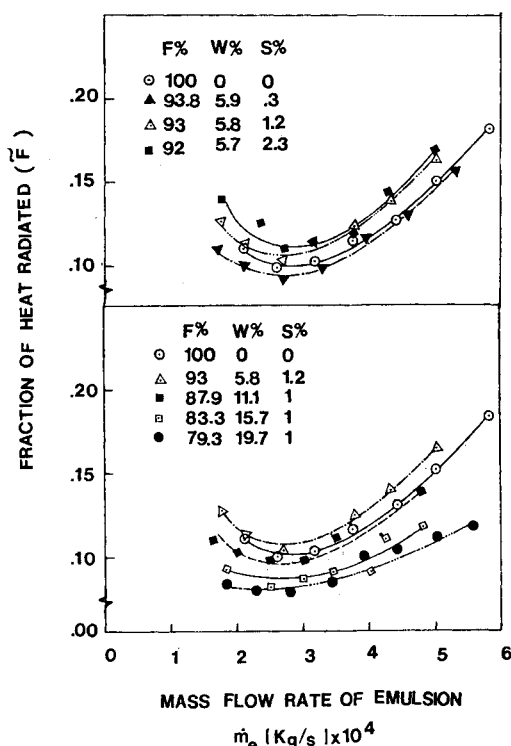 F% W% S%
100 0 0
93.8 5.9 .3
93 5.8 1.2
92 5.7 2.3
.20
.15
.10
F% W% S%
100 0 0
93 5.8 1.2
87.9 11.1 1
83.3 15.7 1
79.3 19.7 1
.20
.15
.10
.00
0 1 2 3 4 5 6
FRACTION OF HEAT RADIATED (F̃)
MASS FLOW RATE OF EMULSION
ṁe [Kg/s] x10 4